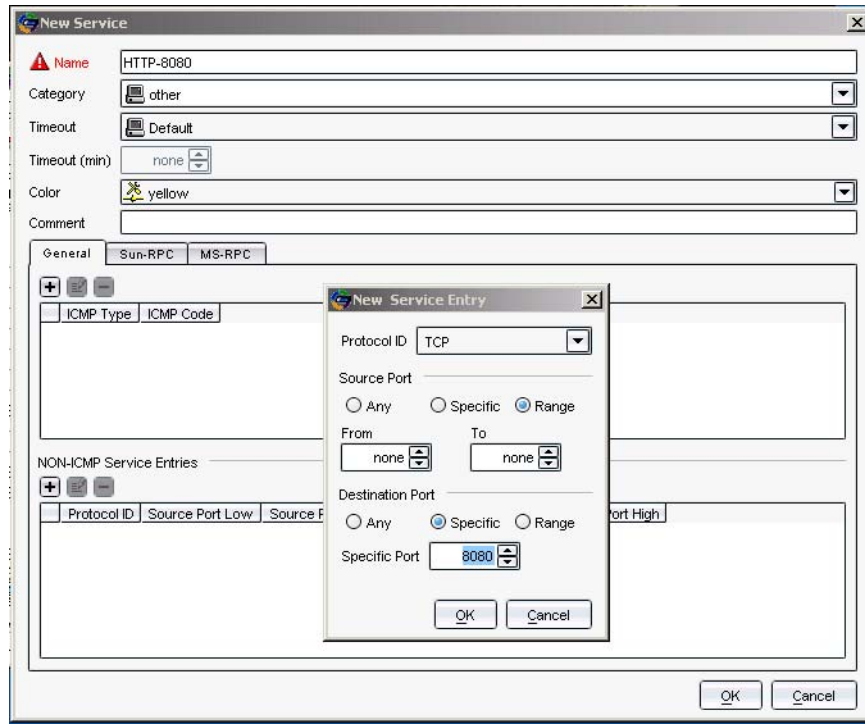 New Service
Name HTTP-8080
Category other
Timeout Default
Timeout (min) none
Color yellow
Comment
General Sun-RPC MS-RPC
ICMP Type ICMP Code
NON-ICMP Service Entries
Protocol ID Source Port Low Source P
ort High
New Service Entry
Protocol ID TCP
Source Port
Any Specific Range
From To
none none
Destination Port
Any Specific Range
Specific Port 8080
OK Cancel
OK Cancel